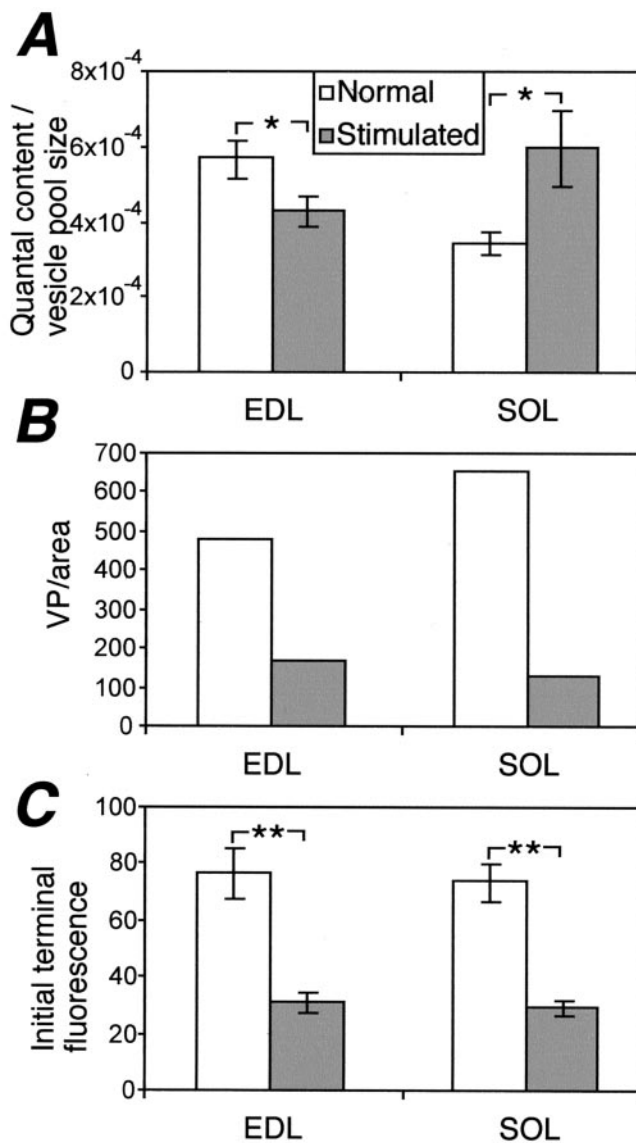 A
Quantal content /
vesicle pool size
8x10⁻⁴
6x10⁻⁴
4x10⁻⁴
2x10⁻⁴
0
* Normal *
Stimulated
EDL SOL
B
VP/area
700
600
500
400
300
200
100
0
EDL SOL
C
Initial terminal
fluorescence
100
80
60
40
20
0
** **
EDL SOL